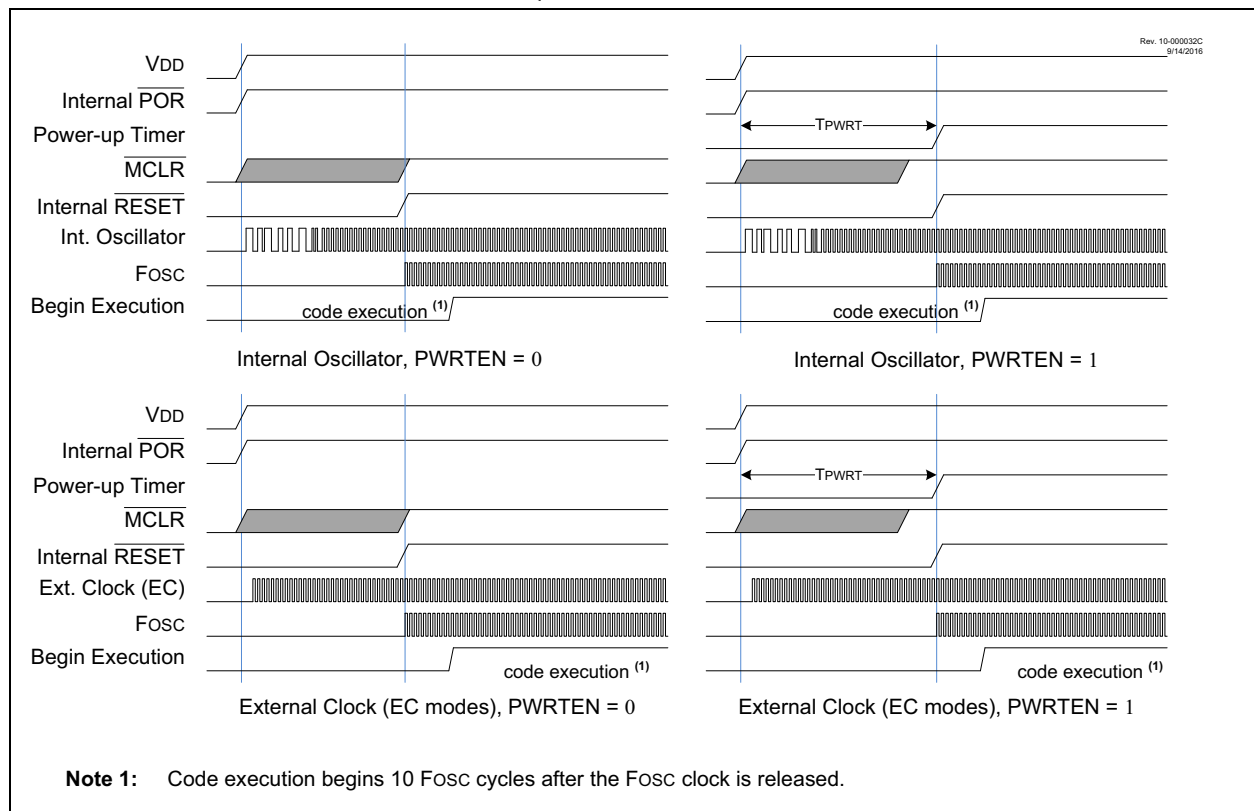 Rev. 10-000032C
9/14/2016
VDD
Internal POR
Power-up Timer
MCLR
Internal RESET
Int. Oscillator
FOSC
Begin Execution
code execution (1)
Internal Oscillator, PWRTEN = 0
TPWRT
code execution (1)
Internal Oscillator, PWRTEN = 1
VDD
Internal POR
Power-up Timer
MCLR
Internal RESET
Ext. Clock (EC)
FOSC
Begin Execution
code execution (1)
External Clock (EC modes), PWRTEN = 0
TPWRT
code execution (1)
External Clock (EC modes), PWRTEN = 1
Note 1: Code execution begins 10 FOSC cycles after the FOSC clock is released.